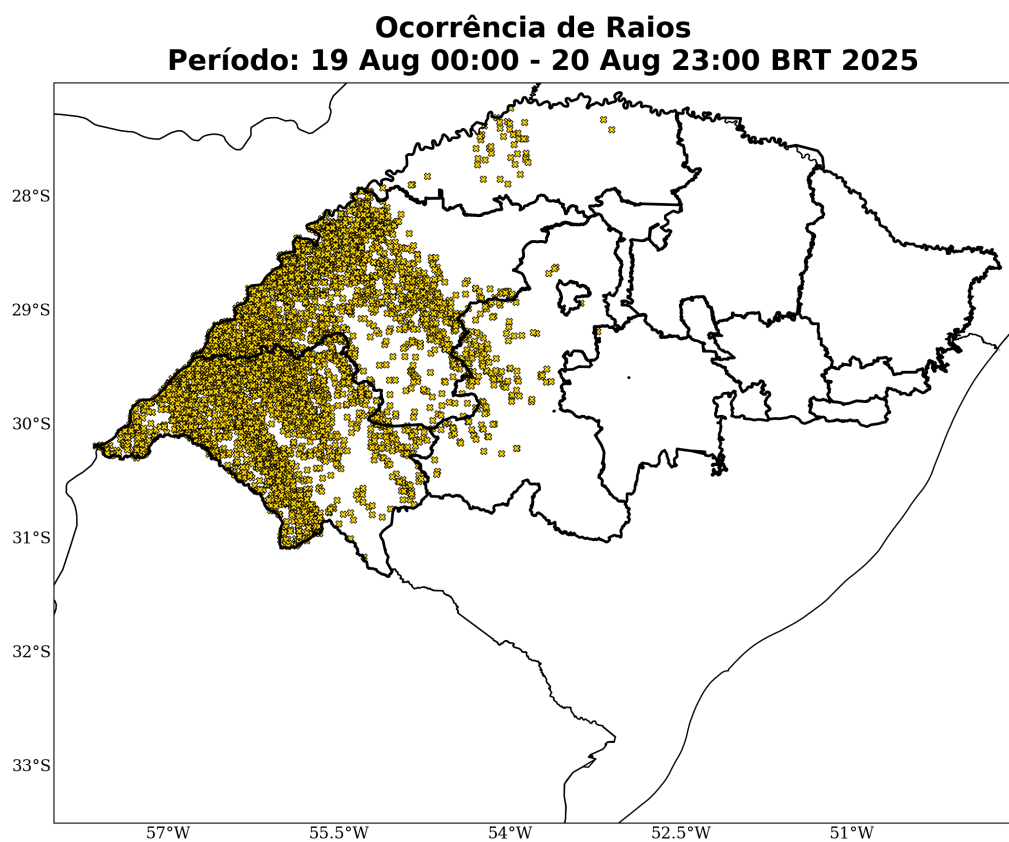 Ocorrência de Raios
Período: 19 Aug 00:00 - 20 Aug 23:00 BRT 2025
28°S
29°S
30°S
31°S
32°S
33°S
57°W 55.5°W 54°W 52.5°W 51°W